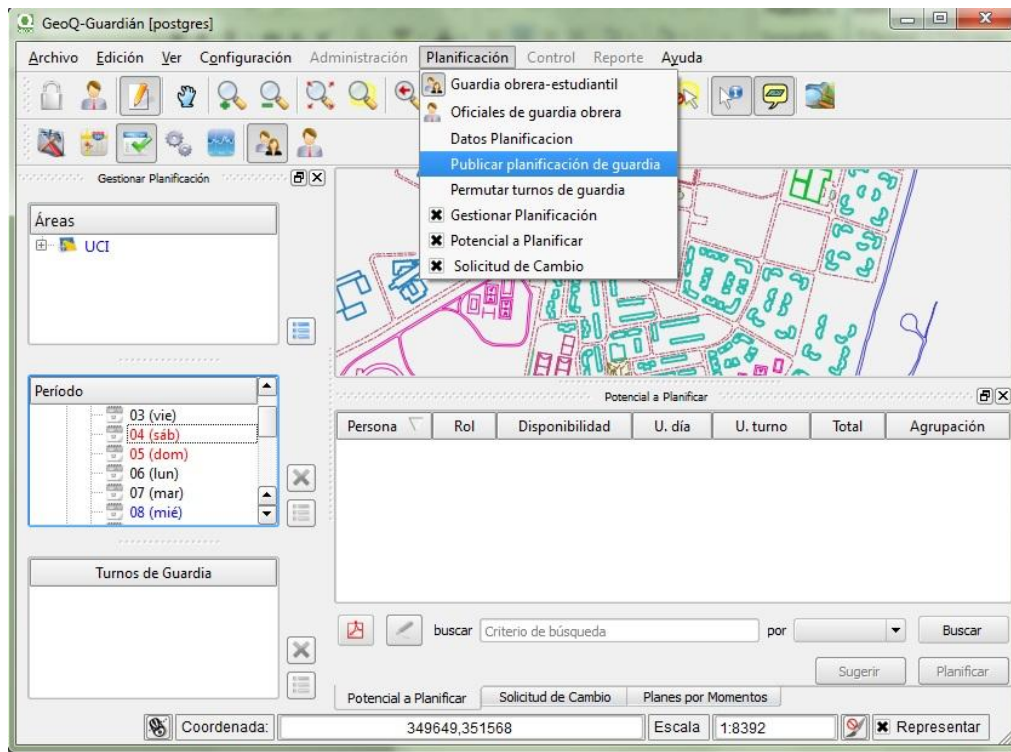 GeoQ-Guardián [postgres]
Archivo Edición Ver Configuración Administración Planificación Control Reporte Ayuda
Guardia obrera-estudiantil
Oficiales de guardia obrera
Datos Planificacion
Publicar planificación de guardia
Permutar turnos de guardia
Gestionar Planificación
Potencial a Planificar
Solicitud de Cambio
Gestionar Planificación
Áreas
UCI
Período
03 (vie)
04 (sáb)
05 (dom)
06 (lun)
07 (mar)
08 (mié)
Turnos de Guardia
Potencial a Planificar
Persona Rol Disponibilidad U. día U. turno Total Agrupación
buscar Criterio de búsqueda por Buscar
Sugerir Planificar
Potencial a Planificar Solicitud de Cambio Planes por Momentos
Coordenada: 349649,351568 Escala 1:8392 Representar